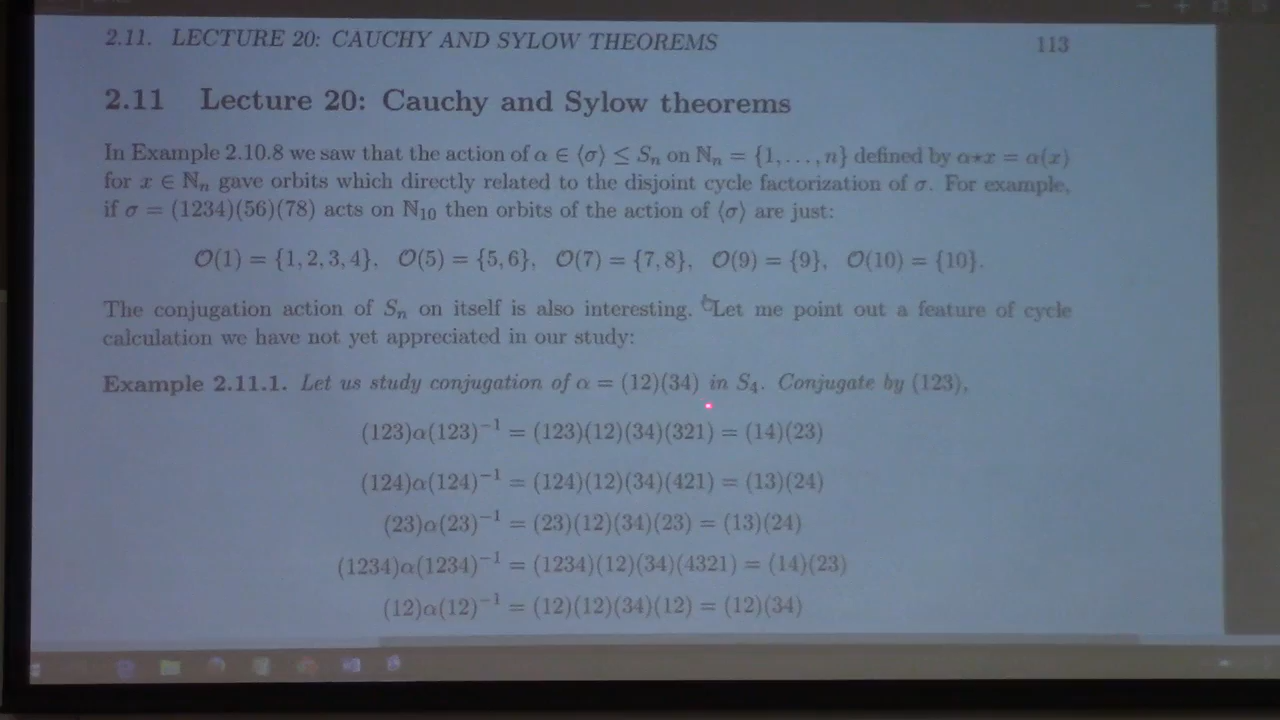 2.11. LECTURE 20: CAUCHY AND SYLOW THEOREMS 113
2.11 Lecture 20: Cauchy and Sylow theorems
In Example 2.10.8 we saw that the action of α ∈ ⟨σ⟩ ≤ Sₙ on ℕₙ = {1, . . . , n} defined by α⋆x = α(x)
for x ∈ ℕₙ gave orbits which directly related to the disjoint cycle factorization of σ. For example,
if σ = (1234)(56)(78) acts on ℕ₁₀ then orbits of the action of ⟨σ⟩ are just:
𝒪(1) = {1, 2, 3, 4}, 𝒪(5) = {5, 6}, 𝒪(7) = {7, 8}, 𝒪(9) = {9}, 𝒪(10) = {10}.
The conjugation action of Sₙ on itself is also interesting. Let me point out a feature of cycle
calculation we have not yet appreciated in our study:
Example 2.11.1. Let us study conjugation of α = (12)(34) in S₄. Conjugate by (123),
(123)α(123)⁻¹ = (123)(12)(34)(321) = (14)(23)
(124)α(124)⁻¹ = (124)(12)(34)(421) = (13)(24)
(23)α(23)⁻¹ = (23)(12)(34)(23) = (13)(24)
(1234)α(1234)⁻¹ = (1234)(12)(34)(4321) = (14)(23)
(12)α(12)⁻¹ = (12)(12)(34)(12) = (12)(34)